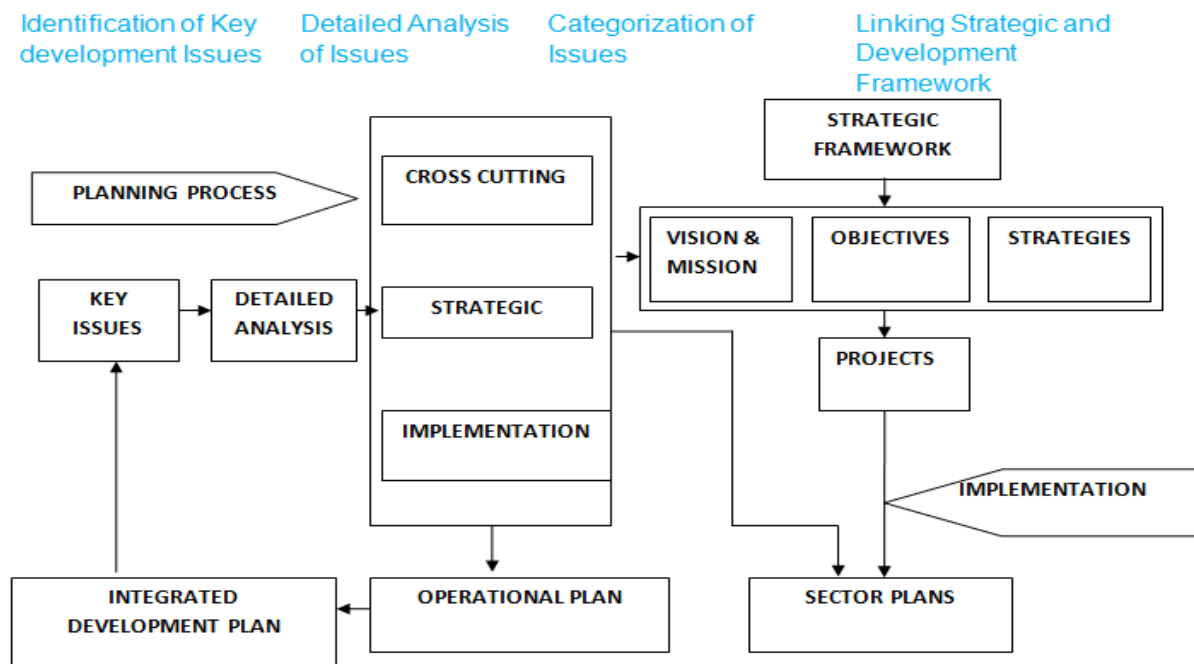 Identification of Key
development Issues
Detailed Analysis
of Issues
Categorization of
Issues
Linking Strategic and
Development
Framework
STRATEGIC
FRAMEWORK
CROSS CUTTING
PLANNING PROCESS
VISION &
MISSION
OBJECTIVES
STRATEGIES
KEY
ISSUES
DETAILED
ANALYSIS
STRATEGIC
PROJECTS
IMPLEMENTATION
IMPLEMENTATION
INTEGRATED
DEVELOPMENT PLAN
OPERATIONAL PLAN
SECTOR PLANS